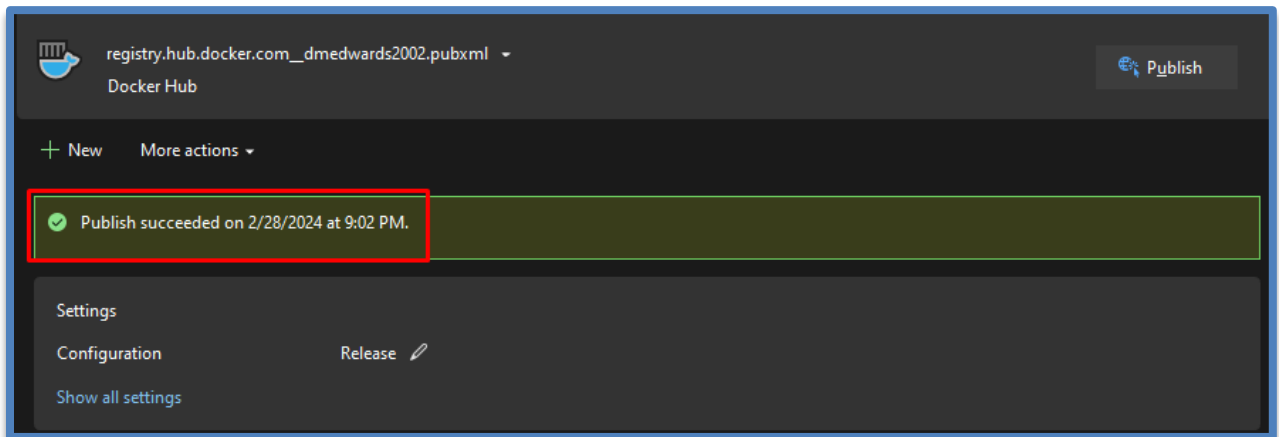 registry.hub.docker.com__dmedwards2002.pubxml
Docker Hub
Publish
New
More actions
Publish succeeded on 2/28/2024 at 9:02 PM.
Settings
Configuration Release
Show all settings